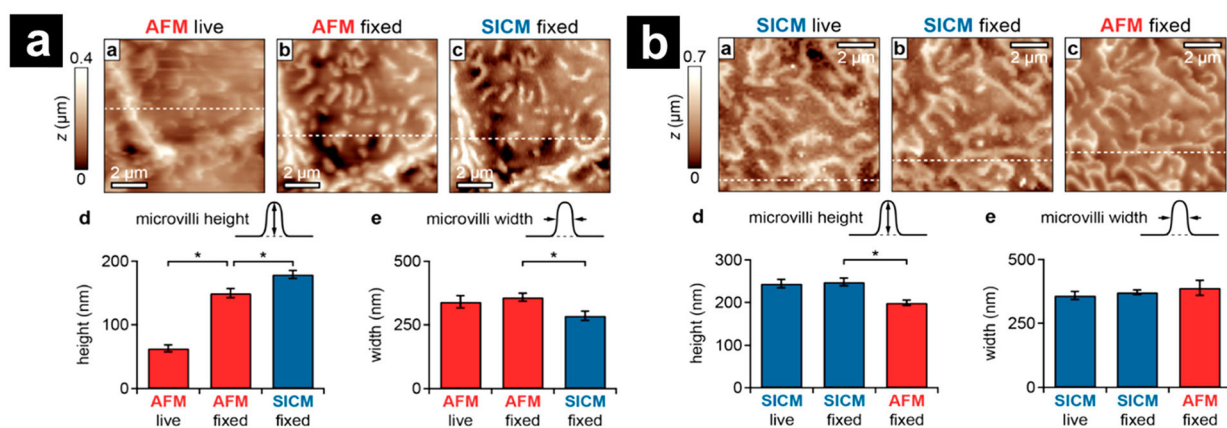 a
AFM live
AFM fixed
SICM fixed
0.4
z (µm)
0
a
2 µm
b
2 µm
c
2 µm
d
microvilli height
200
100
0
height (nm)
*
*
AFM live
AFM fixed
SICM fixed
e
microvilli width
500
250
0
width (nm)
*
AFM live
AFM fixed
SICM fixed
b
SICM live
SICM fixed
AFM fixed
0.7
z (µm)
0
a
2 µm
b
2 µm
c
2 µm
d
microvilli height
300
200
100
0
height (nm)
*
SICM live
SICM fixed
AFM fixed
e
microvilli width
500
250
0
width (nm)
SICM live
SICM fixed
AFM fixed